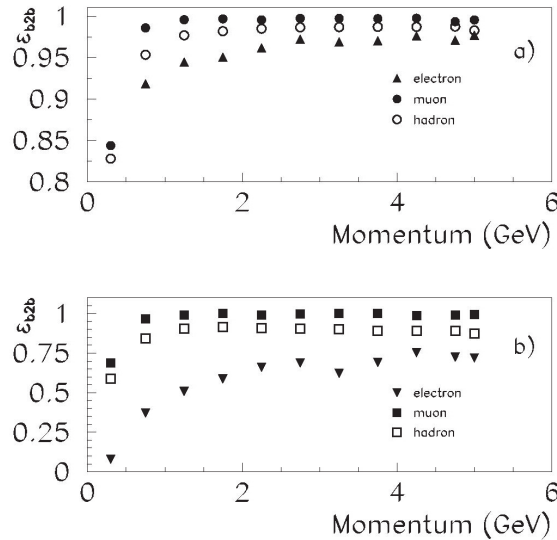 ε_b2b
1
0.95
0.9
0.85
0.8
a)
electron
muon
hadron
0 2 4 6
Momentum (GeV)
ε_b2b
1
0.75
0.5
0.25
0
b)
electron
muon
hadron
0 2 4 6
Momentum (GeV)